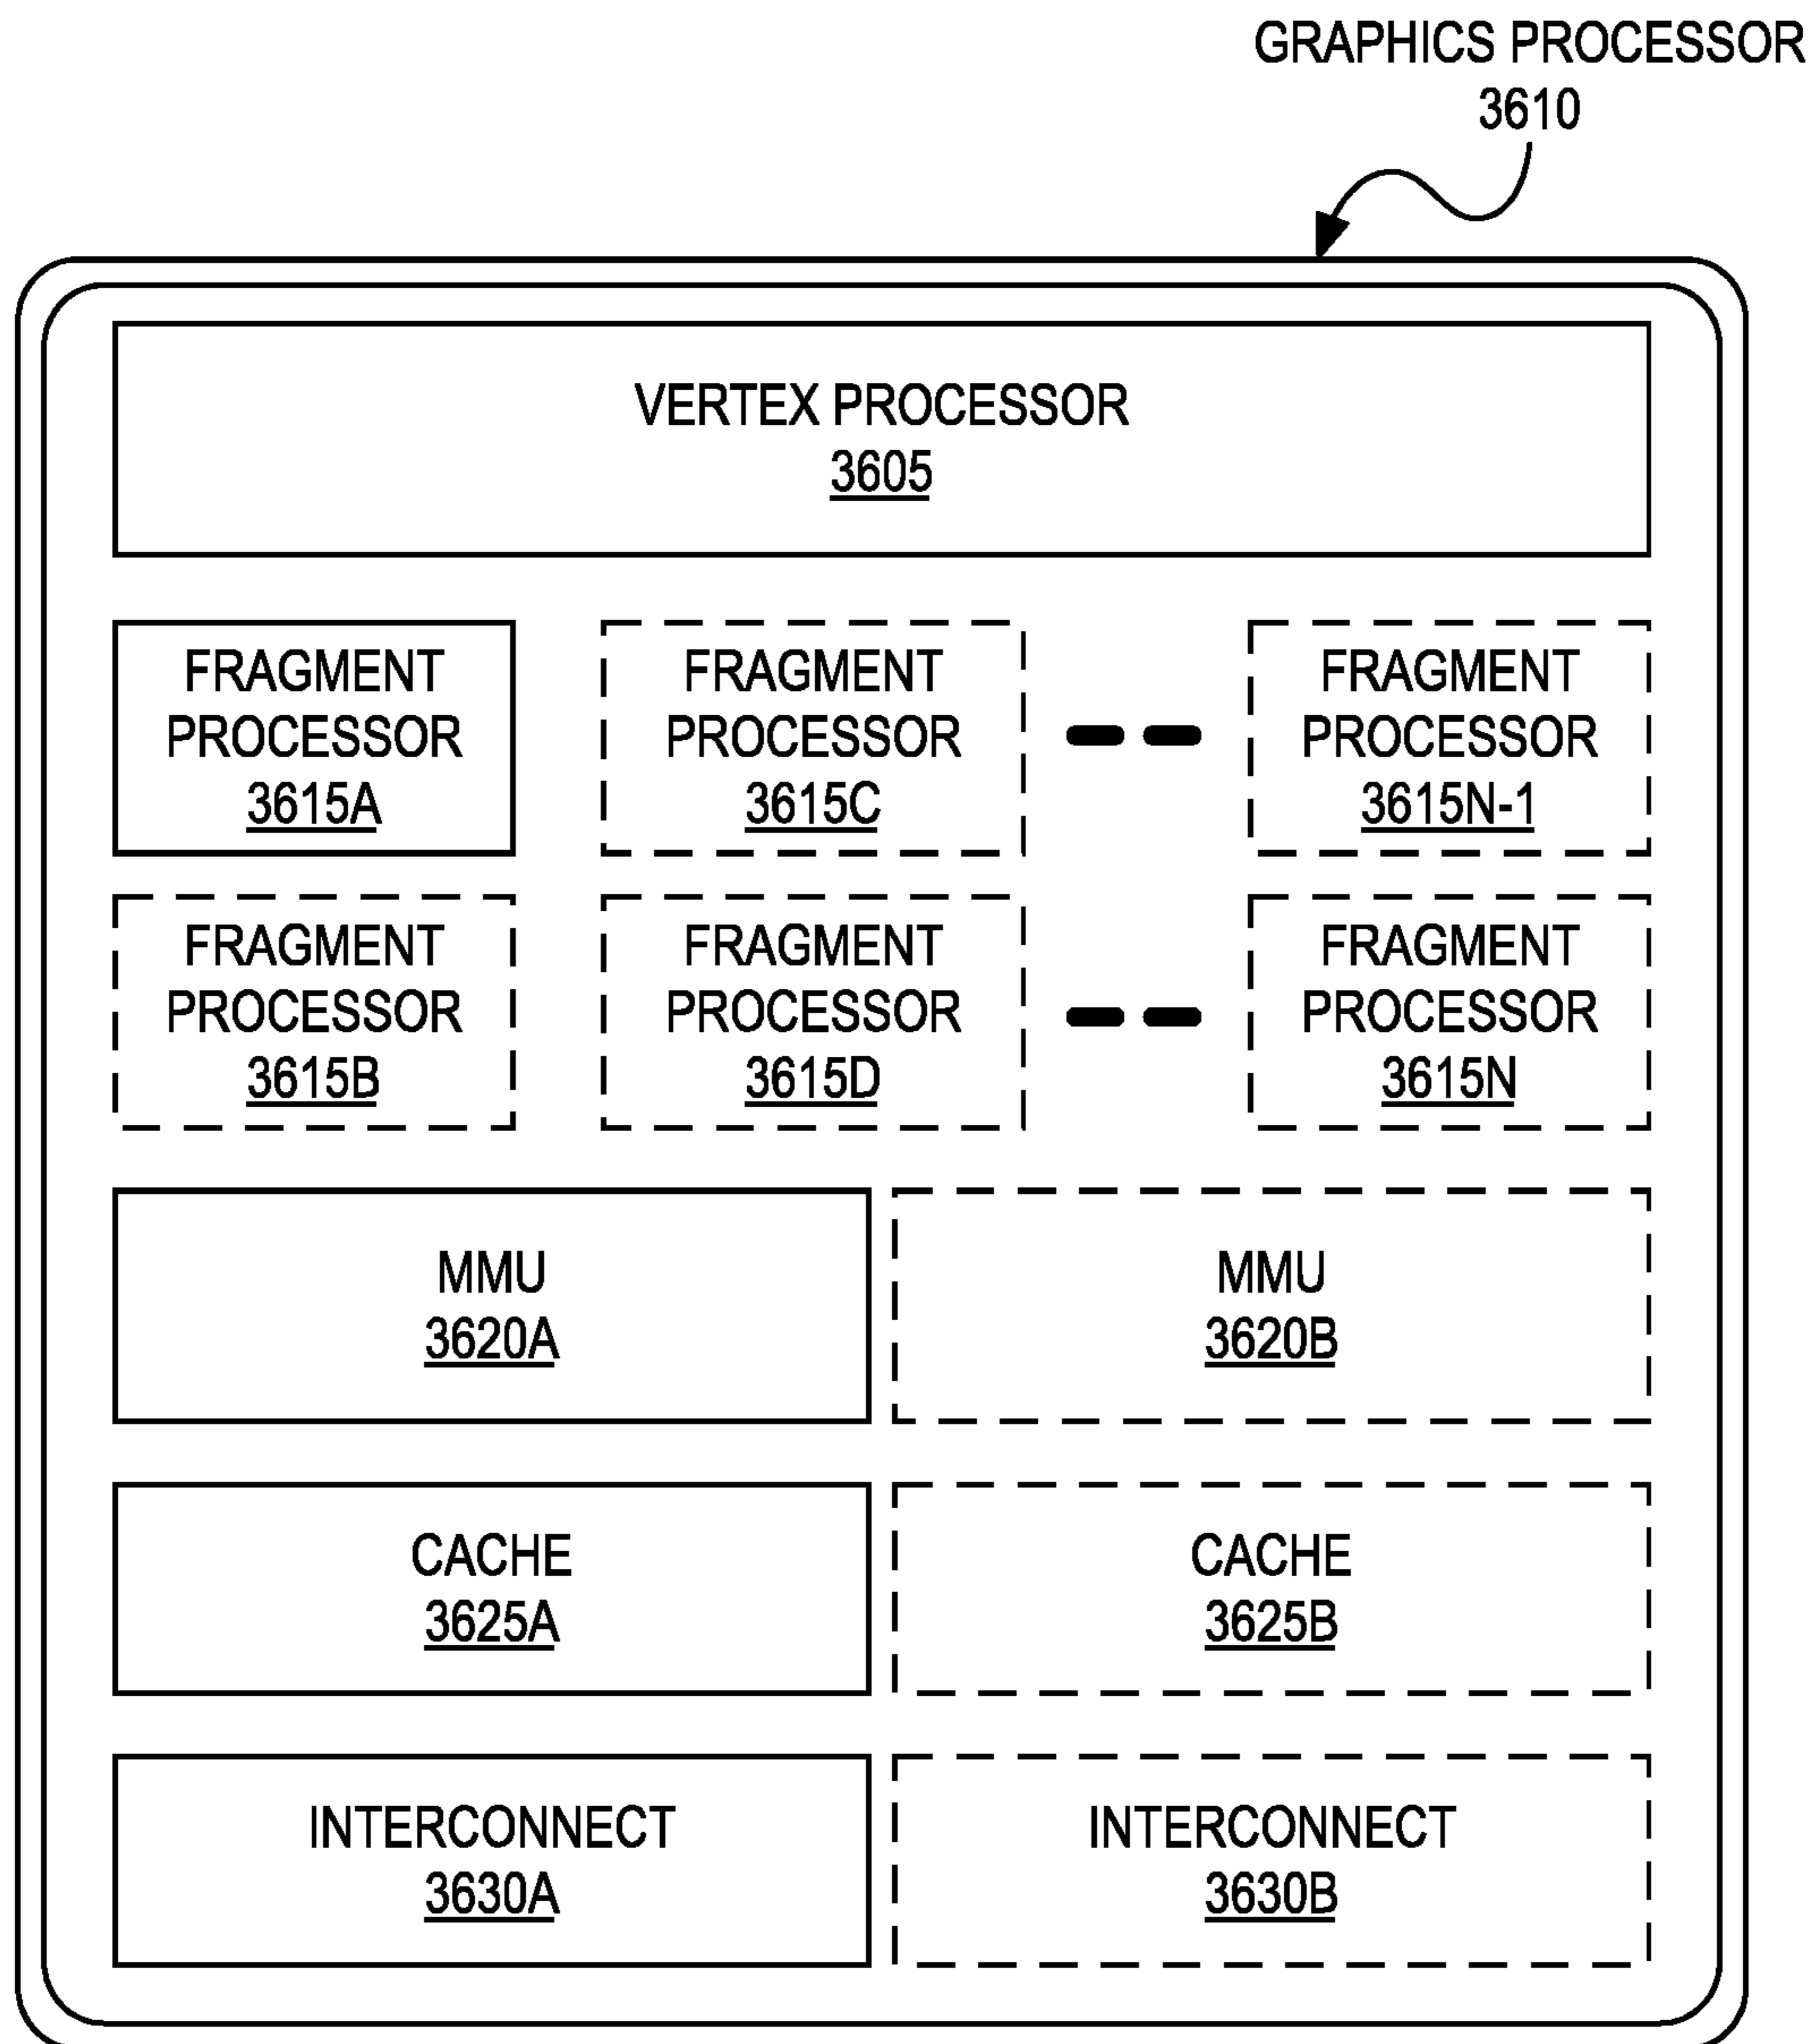 GRAPHICS PROCESSOR
3610
VERTEX PROCESSOR
3605
FRAGMENT
PROCESSOR
3615A
FRAGMENT
PROCESSOR
3615C
FRAGMENT
PROCESSOR
3615N-1
FRAGMENT
PROCESSOR
3615B
FRAGMENT
PROCESSOR
3615D
FRAGMENT
PROCESSOR
3615N
MMU
3620A
MMU
3620B
CACHE
3625A
CACHE
3625B
INTERCONNECT
3630A
INTERCONNECT
3630B